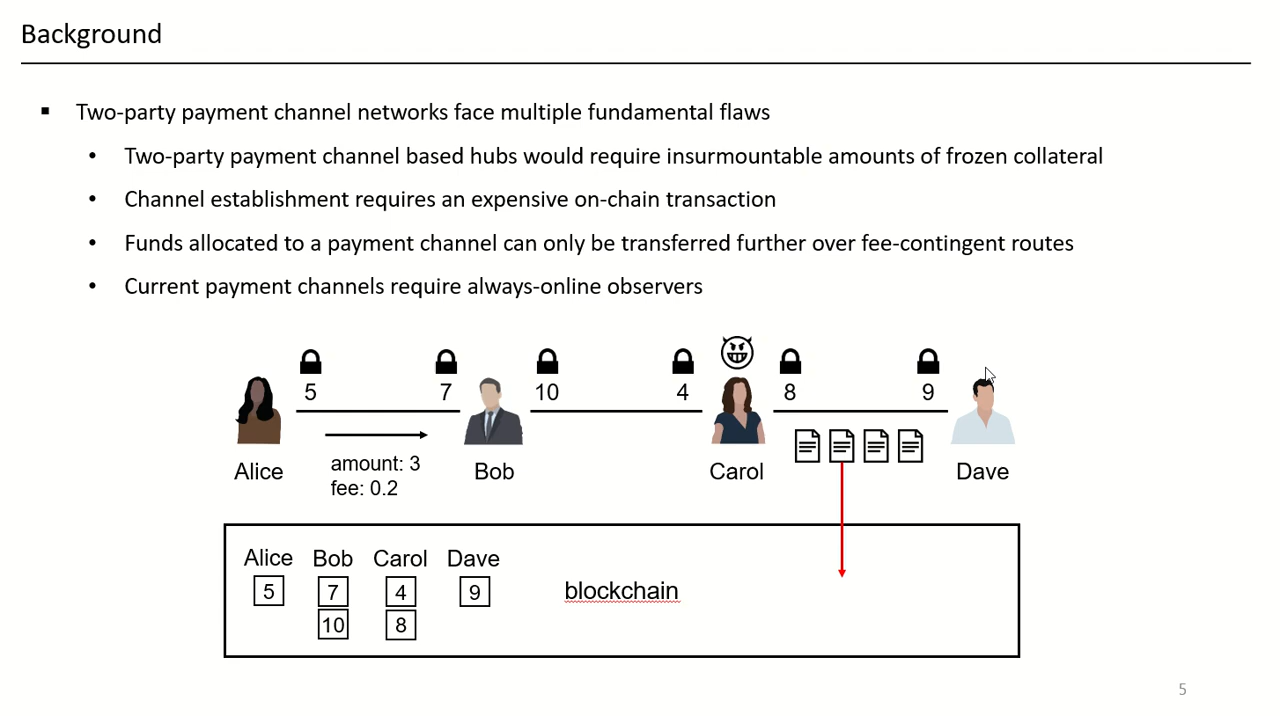 Background
Two-party payment channel networks face multiple fundamental flaws
Two-party payment channel based hubs would require insurmountable amounts of frozen collateral
Channel establishment requires an expensive on-chain transaction
Funds allocated to a payment channel can only be transferred further over fee-contingent routes
Current payment channels require always-online observers
5 7 10 4 8 9
amount: 3
fee: 0.2
Alice Bob Carol Dave
Alice Bob Carol Dave
5 7 4 9 blockchain
10 8
5